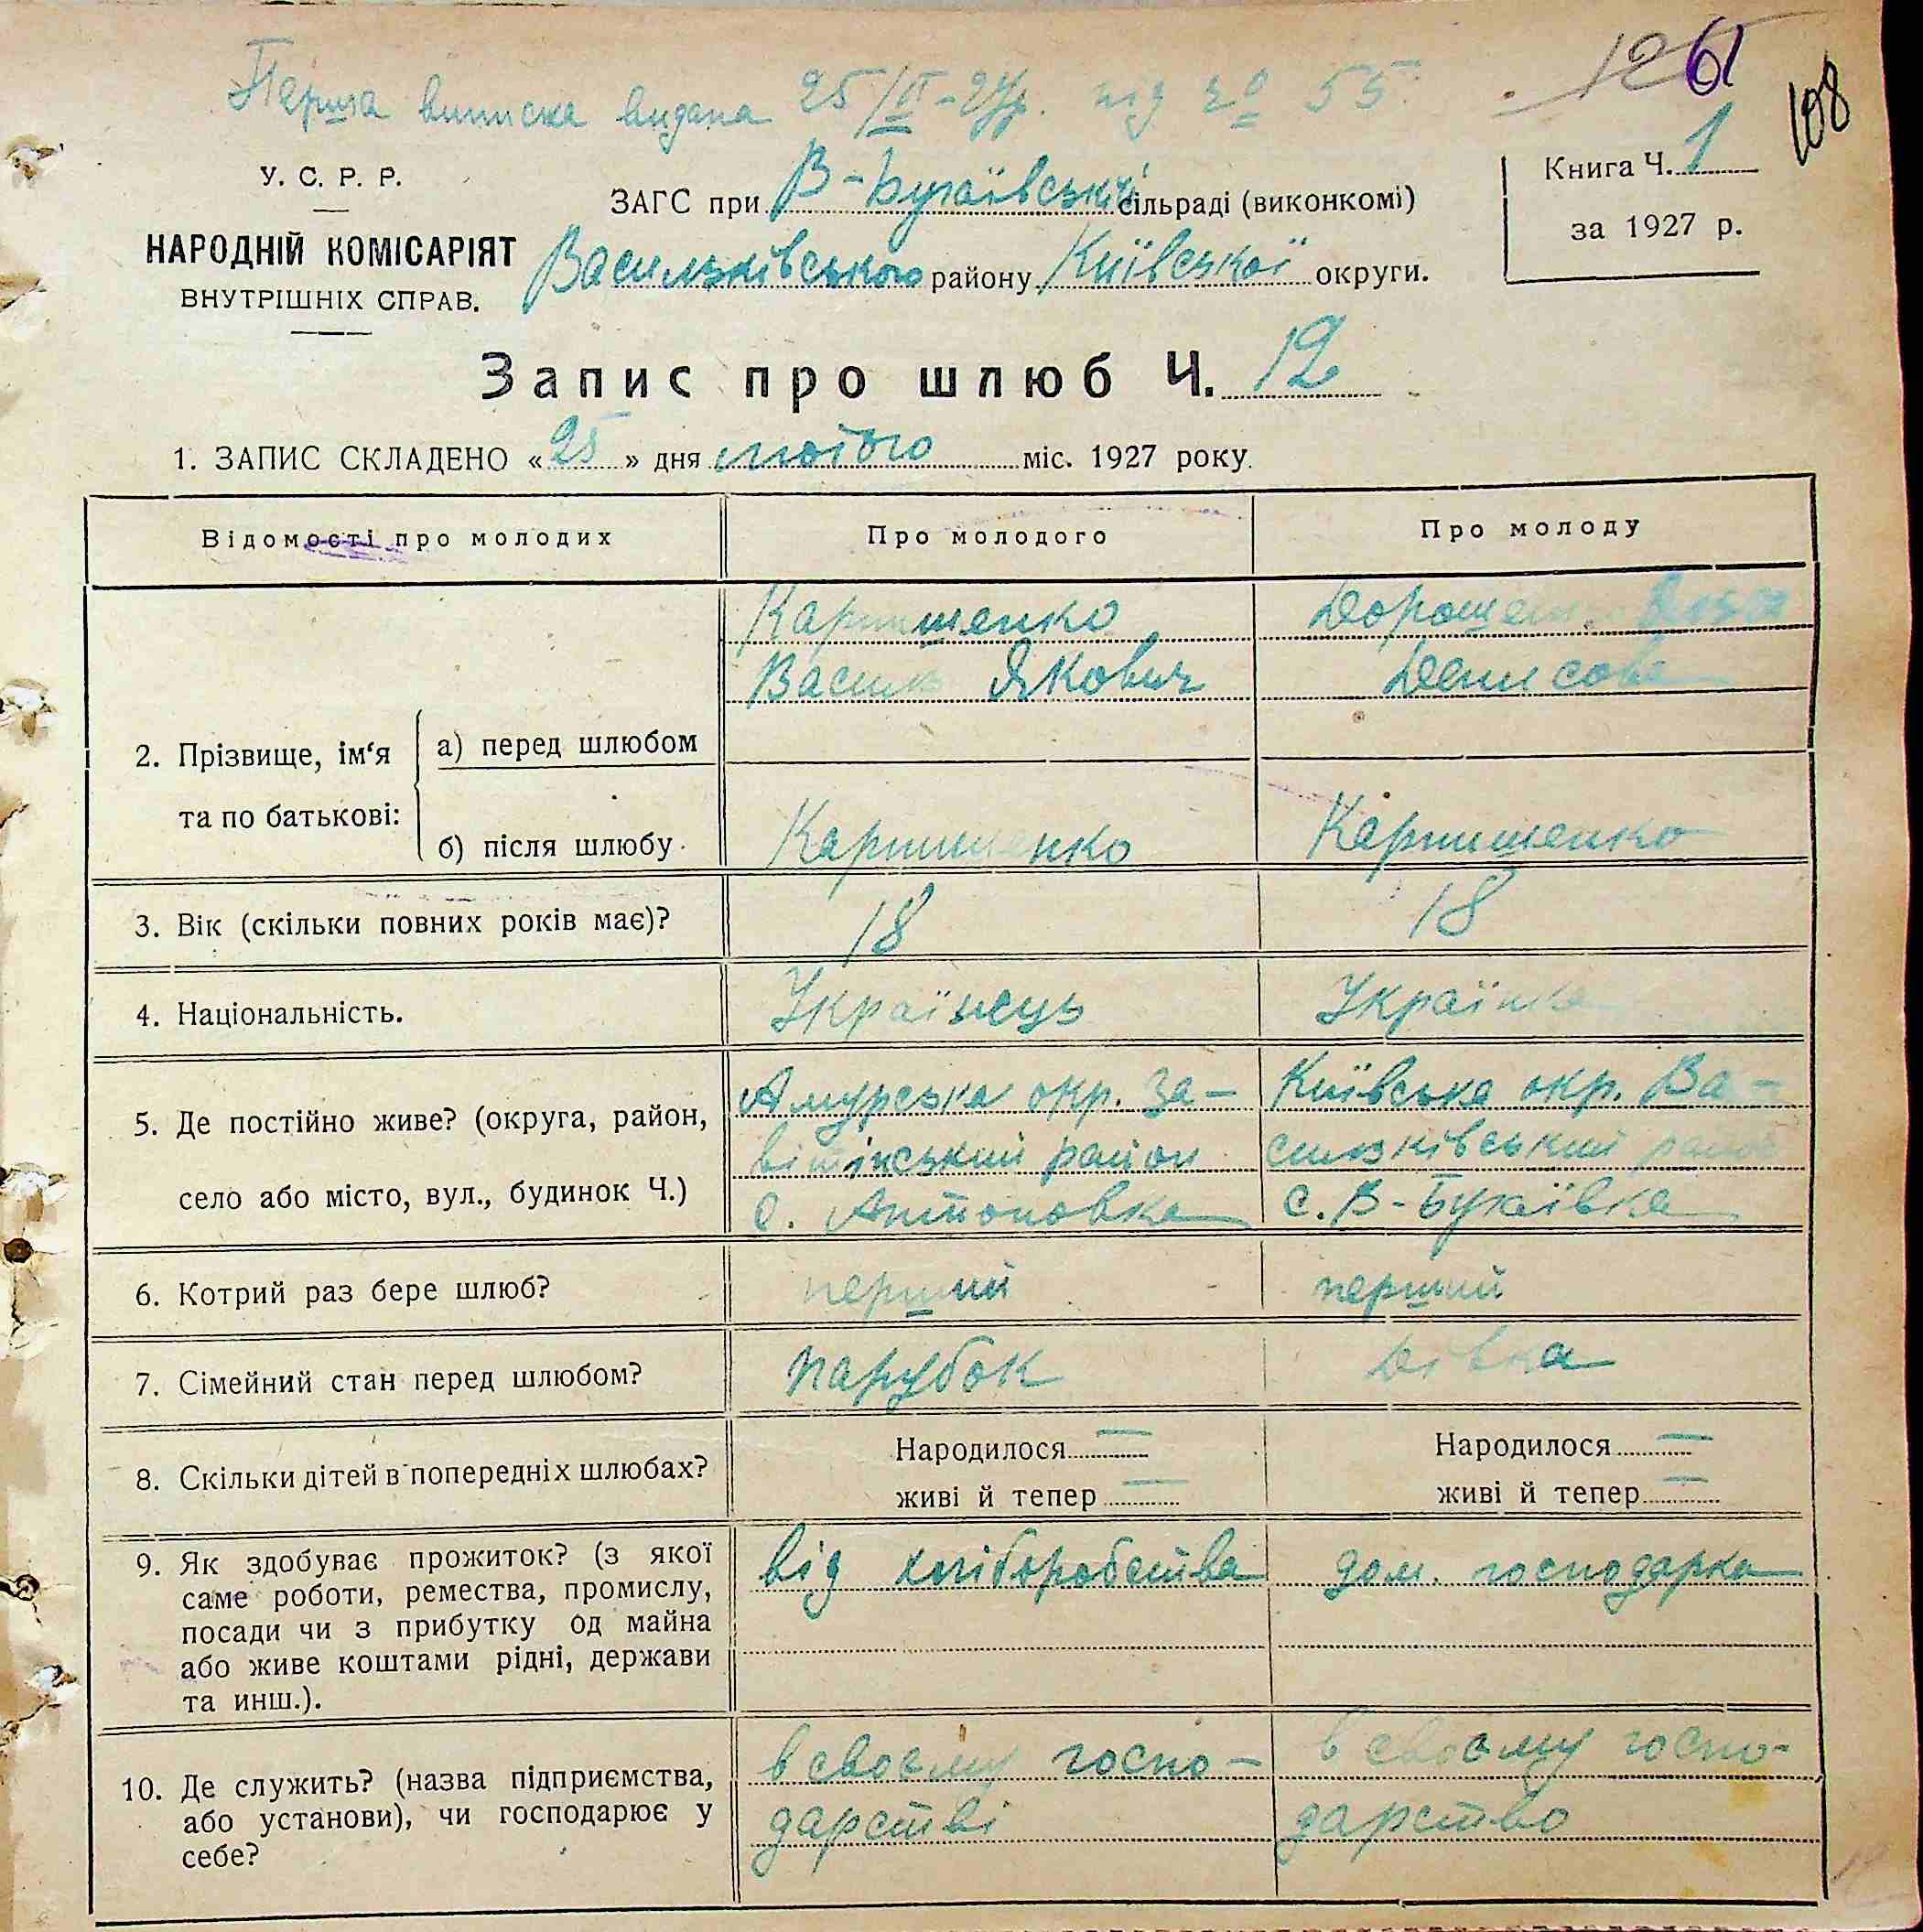 Перша виписка видана 25/II-27р. під № 55.
126
61
108
У. С. Р. Р.
НАРОДНІЙ КОМІСАРІЯТ
ВНУТРІШНІХ СПРАВ.
ЗАГС при В-Бугаївській сільраді (виконкомі)
Васильківського району Київської округи.
Книга Ч. 1
за 1927 р.
Запис про шлюб Ч. 12
1. ЗАПИС СКЛАДЕНО «25» дня лютого міс. 1927 року.
Відомості про молодих Про молодого Про молоду
2. Прізвище, ім‘я та по батькові:
а) перед шлюбом
Карпишенко
Василь Якович
Дорошенко
Денисова
б) після шлюбу
Карпишенко
Карпишенко
3. Вік (скільки повних років має)? 18 18
4. Національність. Українець Українка
5. Де постійно живе? (округа, район,
село або місто, вул., будинок Ч.)
Амурська окр. За-
вітінський район
с. Антоновка
Київська окр. Ва-
сильківський район
с. В-Бугаївка
6. Котрий раз бере шлюб? перший перший
7. Сімейний стан перед шлюбом? парубок дівка
8. Скільки дітей в попередніх шлюбах?
Народилося —
живі й тепер —
Народилося —
живі й тепер —
9. Як здобуває прожиток? (з якої
саме роботи, ремества, промислу,
посади чи з прибутку од майна
або живе коштами рідні, держави
та инш.).
від хліборобства
дом. господарка
10. Де служить? (назва підприємства,
або установи), чи господарює у
себе?
в своєму госпо-
дарстві
в своєму госпо-
дарство